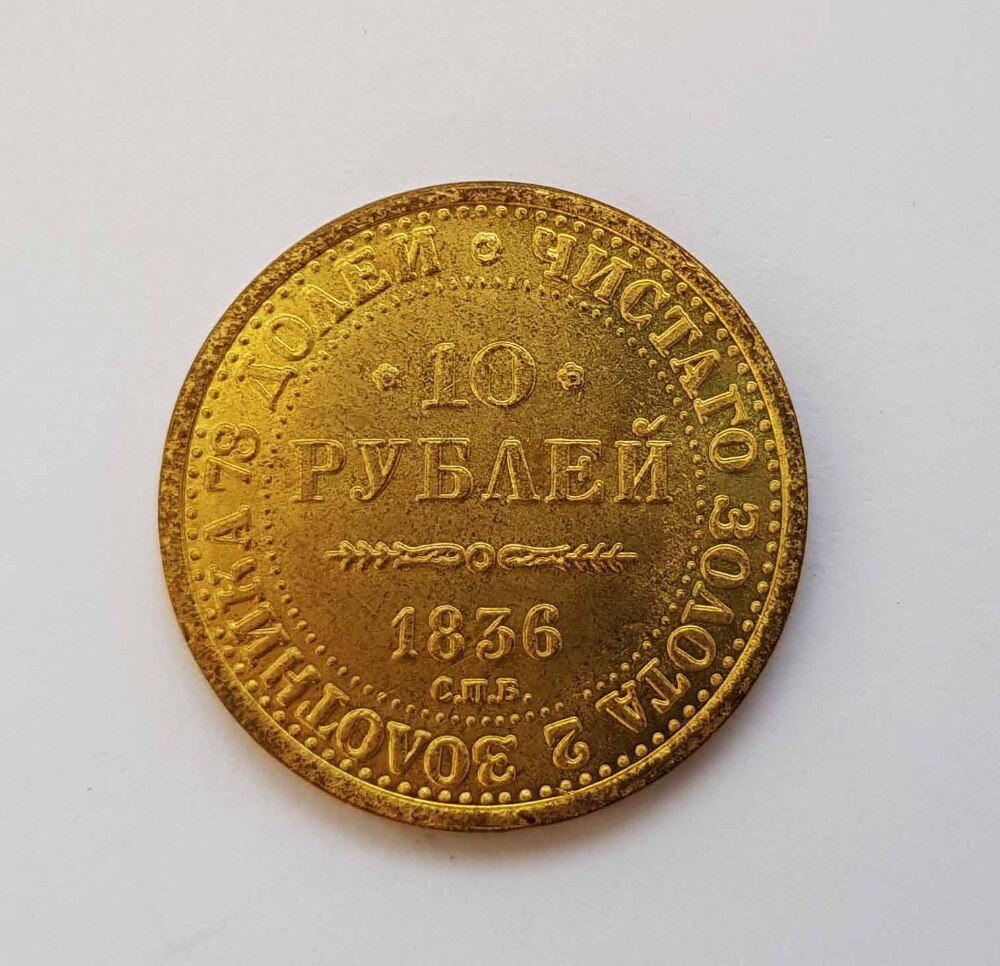 ЧИСТАГО ЗОЛОТА 2 ЗОЛОТНИКА 78 ДОЛЕЙ
10
РУБЛЕЙ
1836
С.П.Б.